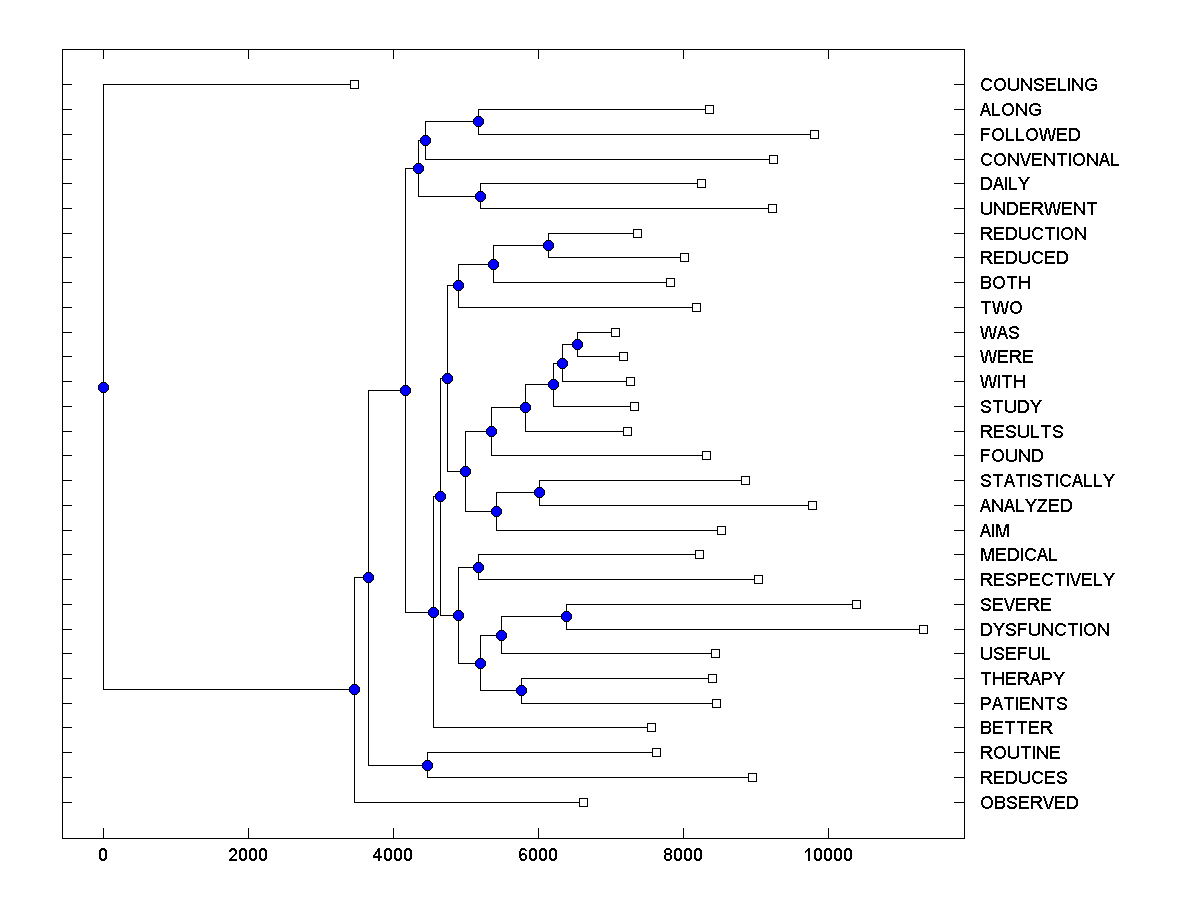 COUNSELING
ALONG
FOLLOWED
CONVENTIONAL
DAILY
UNDERWENT
REDUCTION
REDUCED
BOTH
TWO
WAS
WERE
WITH
STUDY
RESULTS
FOUND
STATISTICALLY
ANALYZED
AIM
MEDICAL
RESPECTIVELY
SEVERE
DYSFUNCTION
USEFUL
THERAPY
PATIENTS
BETTER
ROUTINE
REDUCES
OBSERVED
0 2000 4000 6000 8000 10000